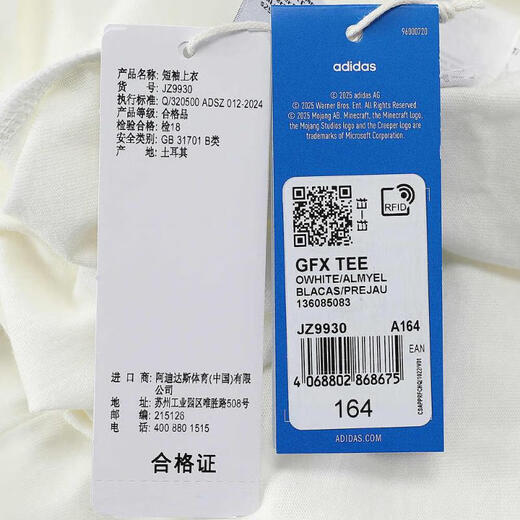 产品名称: 短袖上衣
货 号: JZ9930
执行标准: Q/320500 ADSZ 012-2024
产品等级: 合格品
检验合格: 检18
安全类别: GB 31701 B类
产 地: 土耳其
进 口 商: 阿迪达斯体育(中国)有限公司
地 址: 苏州工业园区唯胜路508号
邮 编: 215126
电 话: 400 880 1515
合格证
96000720
adidas
© 2025 adidas AG
© 2025 Warner Bros. Ent. All Rights Reserved.
© 2025 Mojang AB. Minecraft, the Minecraft logo,
the Mojang Studios logo and the Creeper logo are
trademarks of Microsoft Corporation.
E1-E1
RFID
GFX TEE
OWHITE/ALMYEL
BLACAS/PREJAU
136085083
JZ9930 A164
EAN
4 068802 868675
164
ADIDAS.COM